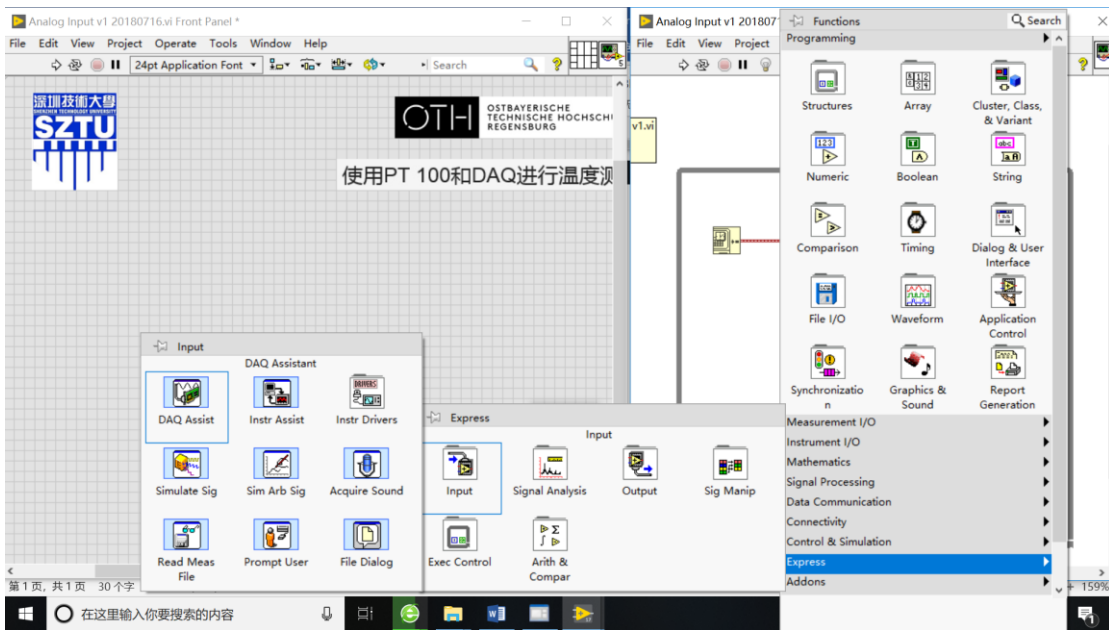 Analog Input v1 20180716.vi Front Panel *
File Edit View Project Operate Tools Window Help
24pt Application Font
Search
深圳技術大學
SHENZHEN TECHNOLOGY UNIVERSITY
SZTU
OTH
OSTBAYERISCHE
TECHNISCHE HOCHSCHU
REGENSBURG
使用PT 100和DAQ进行温度测
Input
DAQ Assistant
DAQ Assist Instr Assist Instr Drivers
DRIVERS
Simulate Sig Sim Arb Sig Acquire Sound
Read Meas File Prompt User File Dialog
Express
Input
Input Signal Analysis Output Sig Manip
Exec Control Arith & Compar
Analog Input v1 201807
File Edit View Project
v1.vi
Functions
Search
Programming
Structures Array Cluster, Class, & Variant
Numeric Boolean String
Comparison Timing Dialog & User Interface
File I/O Waveform Application Control
Synchronization Graphics & Sound Report Generation
Measurement I/O
Instrument I/O
Mathematics
Signal Processing
Data Communication
Connectivity
Control & Simulation
Express
Addons
第1页, 共1页 30个字
159%
在这里输入你要搜索的内容